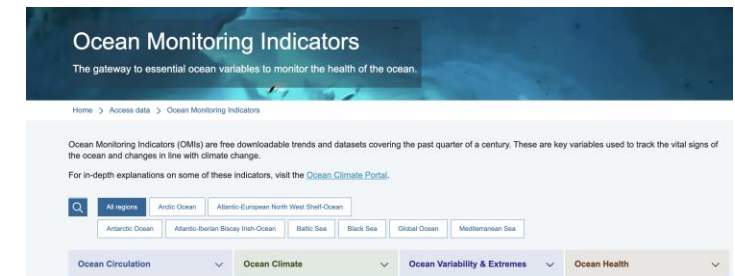 Ocean Monitoring Indicators
The gateway to essential ocean variables to monitor the health of the ocean.
Home > Access data > Ocean Monitoring Indicators
Ocean Monitoring Indicators (OMIs) are free downloadable trends and datasets covering the past quarter of a century. These are key variables used to track the vital signs of
the ocean and changes in line with climate change.
For in-depth explanations on some of these indicators, visit the Ocean Climate Portal.
All regions Arctic Ocean Atlantic-European North West Shelf-Ocean
Antarctic Ocean Atlantic-Iberian Biscay Irish-Ocean Baltic Sea Black Sea Global Ocean Mediterranean Sea
Ocean Circulation Ocean Climate Ocean Variability & Extremes Ocean Health